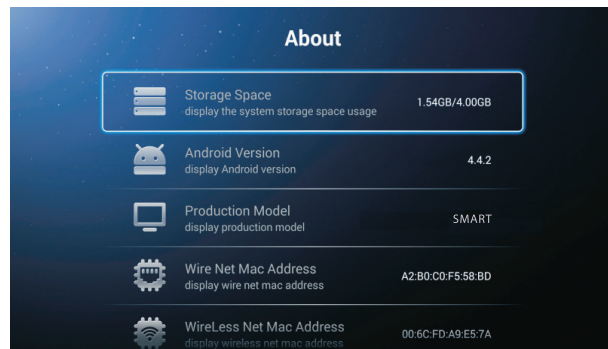 About
Storage Space
display the system storage space usage
1.54GB/4.00GB
Android Version
display Android version
4.4.2
Production Model
display production model
SMART
Wire Net Mac Address
display wire net mac address
A2:B0:C0:F5:58:BD
WireLess Net Mac Address
display wireless net mac address
00:6C:FD:A9:E5:7A